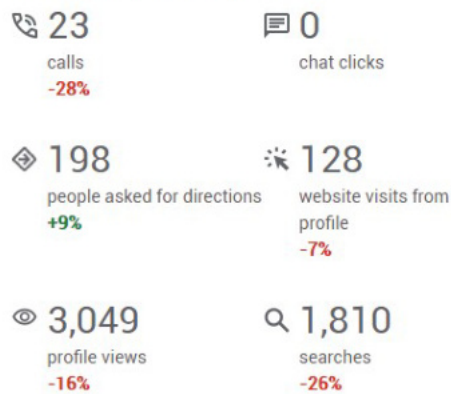 23
calls
-28%
0
chat clicks
198
people asked for directions
+9%
128
website visits from
profile
-7%
3,049
profile views
-16%
1,810
searches
-26%